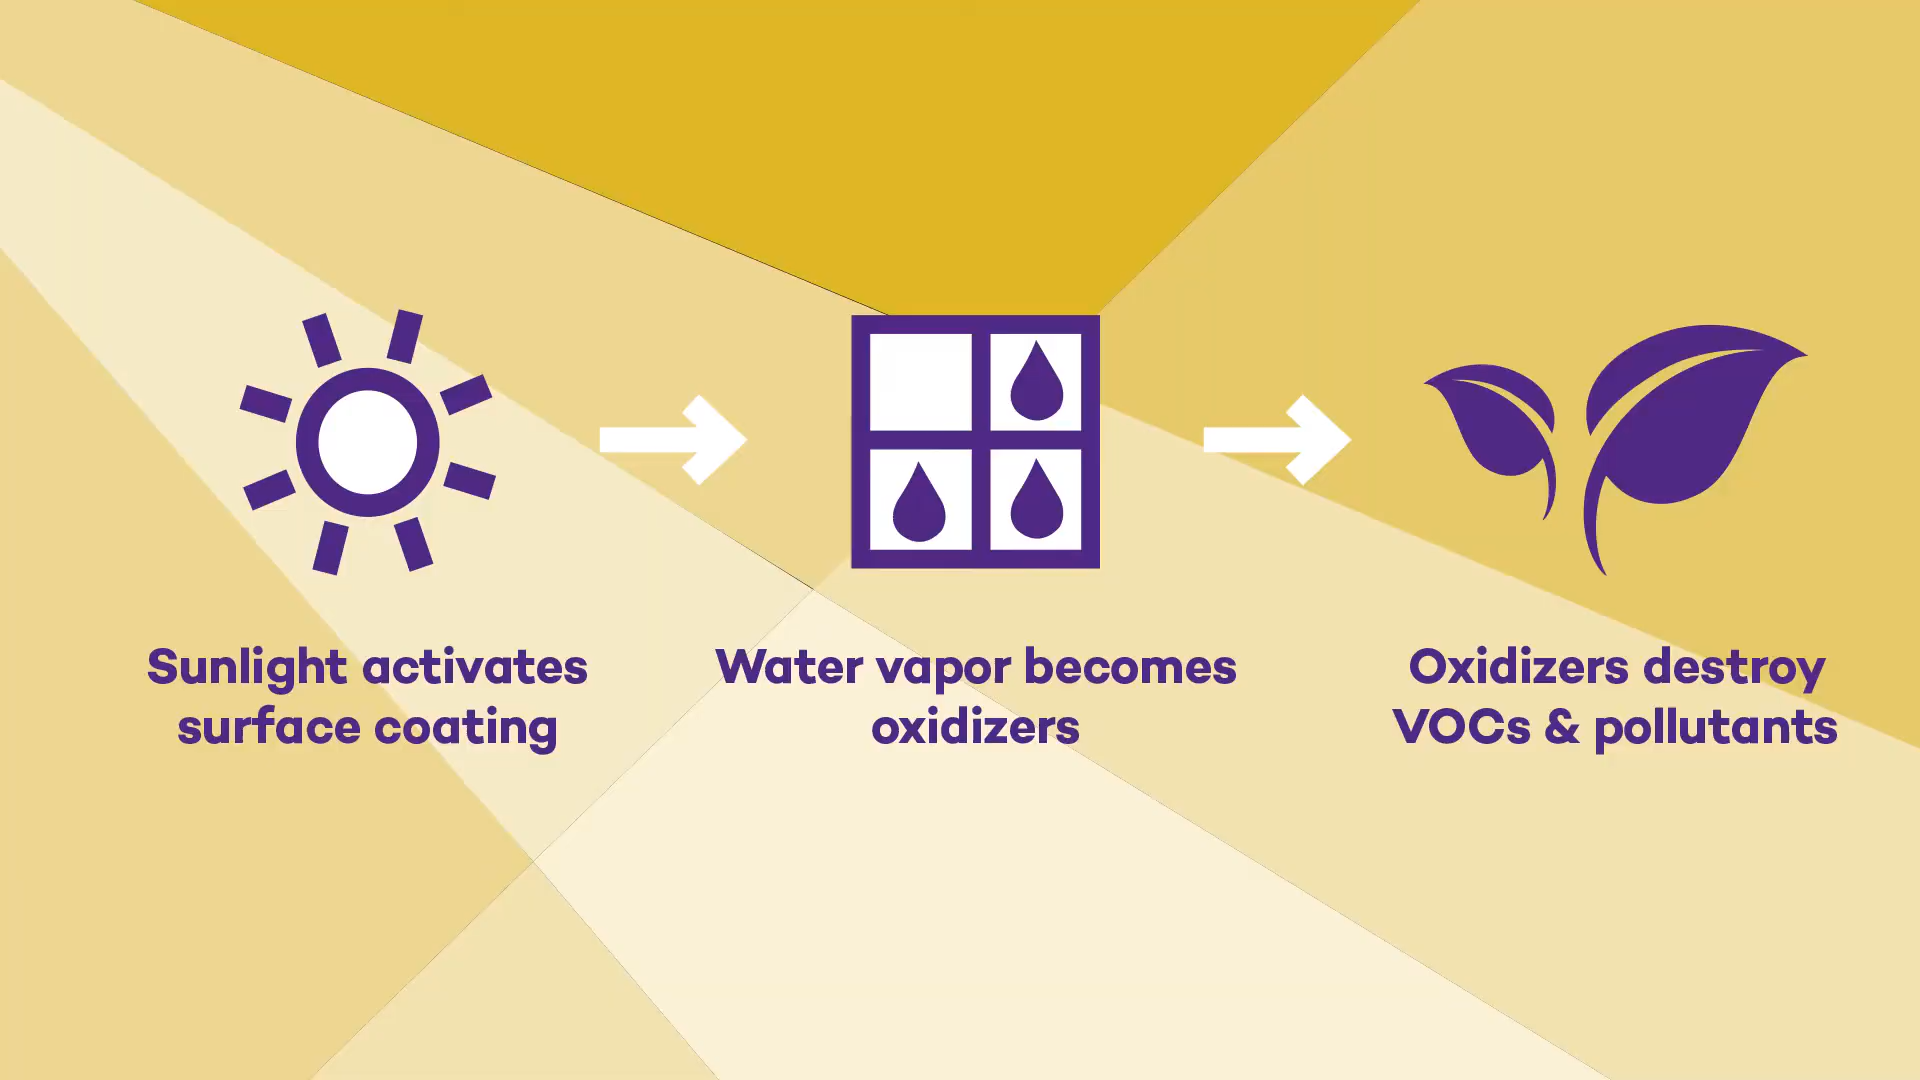 Sunlight activates
surface coating
Water vapor becomes
oxidizers
Oxidizers destroy
VOCs & pollutants